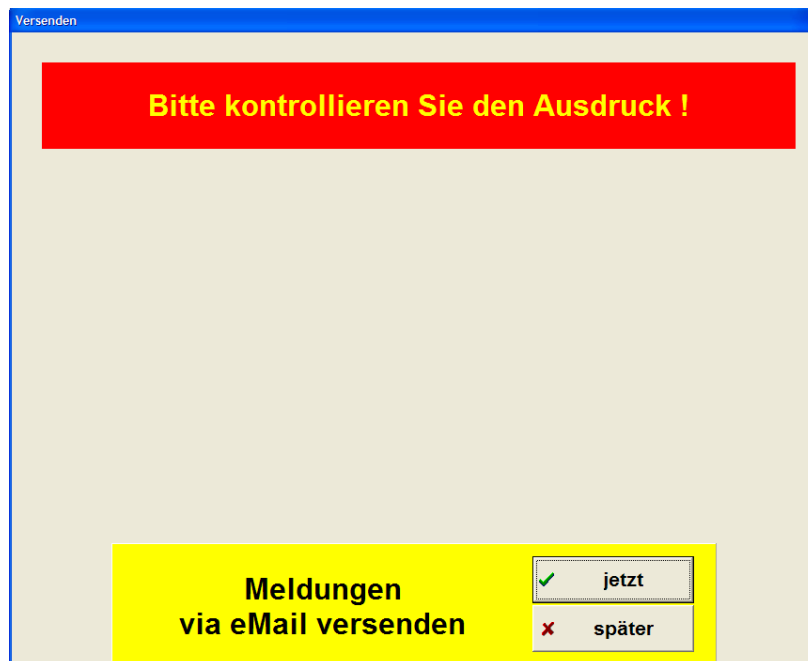 Versenden
Bitte kontrollieren Sie den Ausdruck !
Meldungen
via eMail versenden
jetzt
später